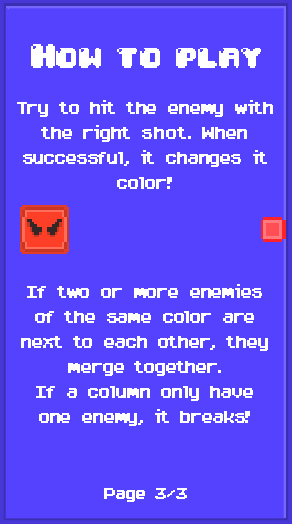 How to play
Try to hit the enemy with
the right shot. When
successful, it changes it
color!
If two or more enemies
of the same color are
next to each other, they
merge together.
If a column only have
one enemy, it breaks!
Page 3/3